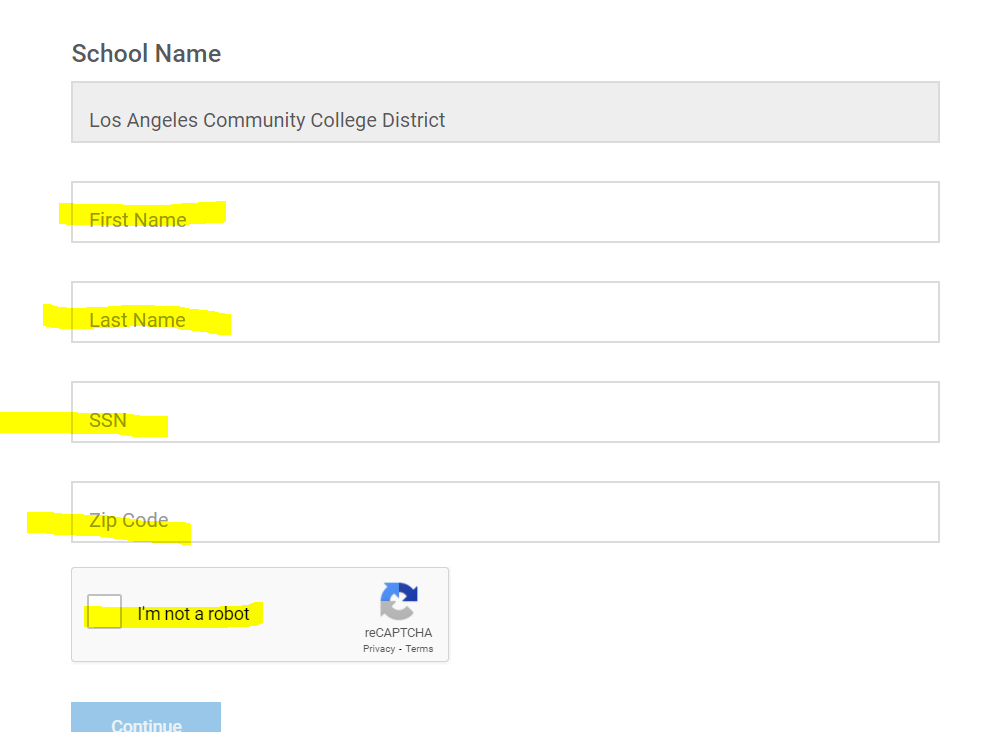 School Name
Los Angeles Community College District
First Name
Last Name
SSN
Zip Code
I'm not a robot
reCAPTCHA
Privacy - Terms
Continue